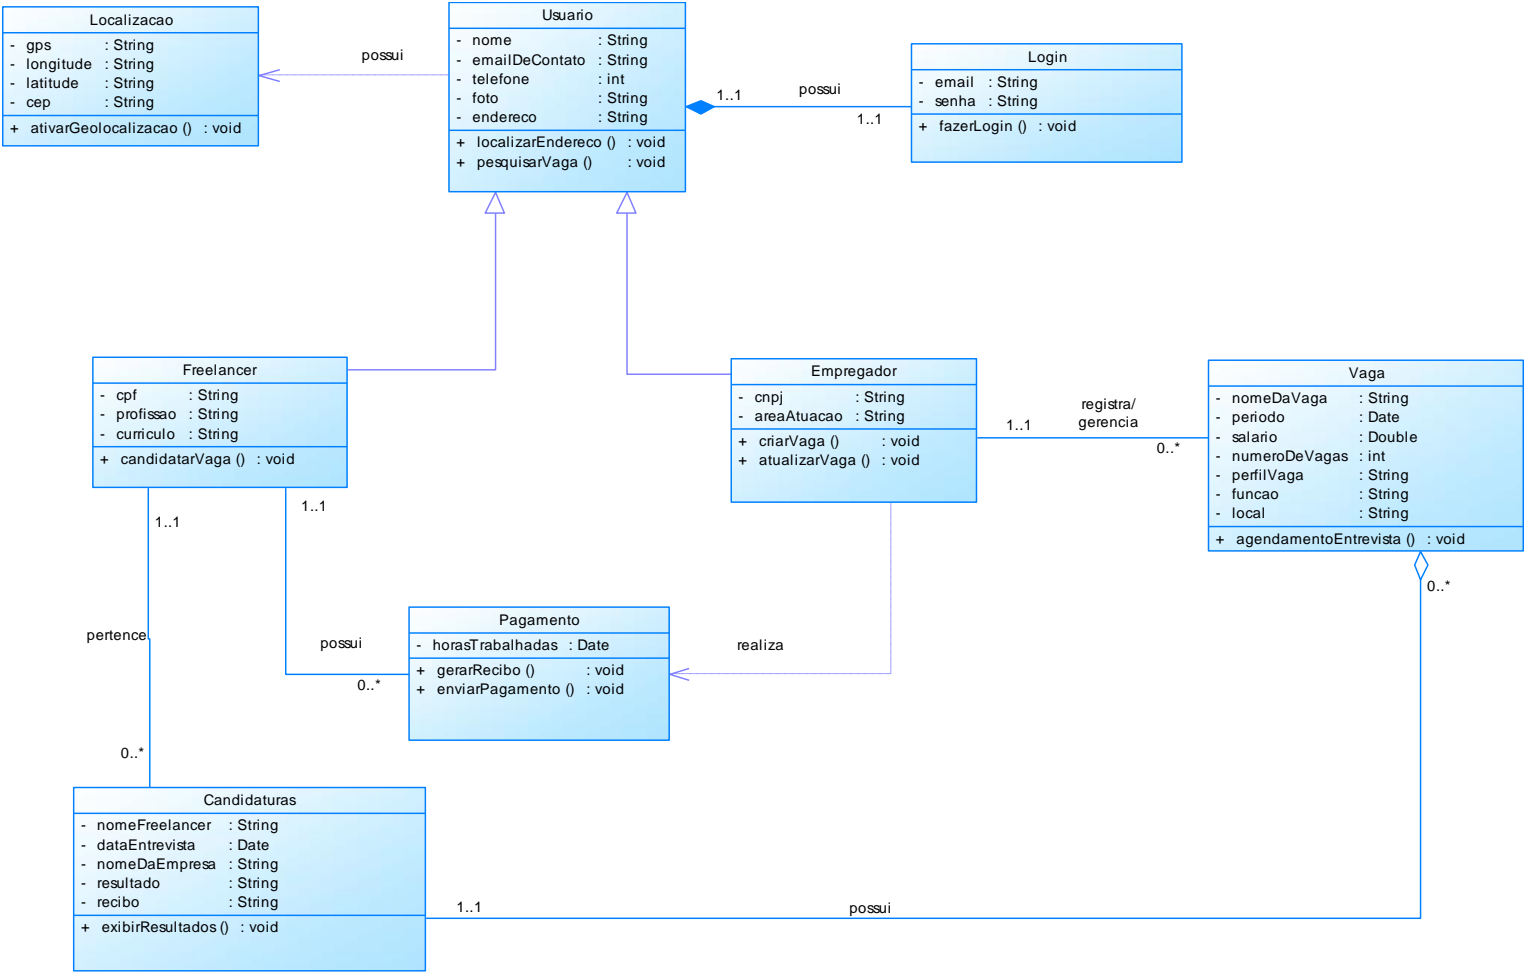 Localizacao
- gps : String
- longitude : String
- latitude : String
- cep : String
+ ativarGeolocalizacao () : void
possui
Usuario
- nome : String
- emailDeContato : String
- telefone : int
- foto : String
- endereco : String
+ localizarEndereco () : void
+ pesquisarVaga () : void
1..1
possui
1..1
Login
- email : String
- senha : String
+ fazerLogin () : void
Freelancer
- cpf : String
- profissao : String
- curriculo : String
+ candidatarVaga () : void
Empregador
- cnpj : String
- areaAtuacao : String
+ criarVaga () : void
+ atualizarVaga () : void
registra/
gerencia
1..1
0..*
Vaga
- nomeDaVaga : String
- periodo : Date
- salario : Double
- numeroDeVagas : int
- perfilVaga : String
- funcao : String
- local : String
+ agendamentoEntrevista () : void
0..*
1..1
1..1
pertence
possui
0..*
0..*
Pagamento
- horasTrabalhadas : Date
+ gerarRecibo () : void
+ enviarPagamento () : void
realiza
Candidaturas
- nomeFreelancer : String
- dataEntrevista : Date
- nomeDaEmpresa : String
- resultado : String
- recibo : String
+ exibirResultados () : void
1..1
possui